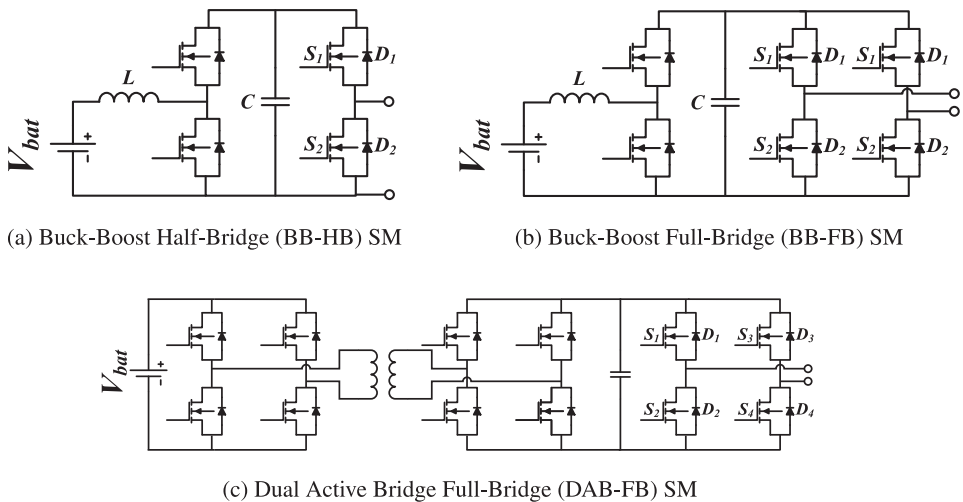 S1 D1
L
C
Vbat
+
-
S2 D2
(a) Buck-Boost Half-Bridge (BB-HB) SM
S1 D1 S1 D1
L
C
Vbat
+
-
S2 D2 S2 D2
(b) Buck-Boost Full-Bridge (BB-FB) SM
S1 D1 S3 D3
Vbat
+
-
S2 D2 S4 D4
(c) Dual Active Bridge Full-Bridge (DAB-FB) SM